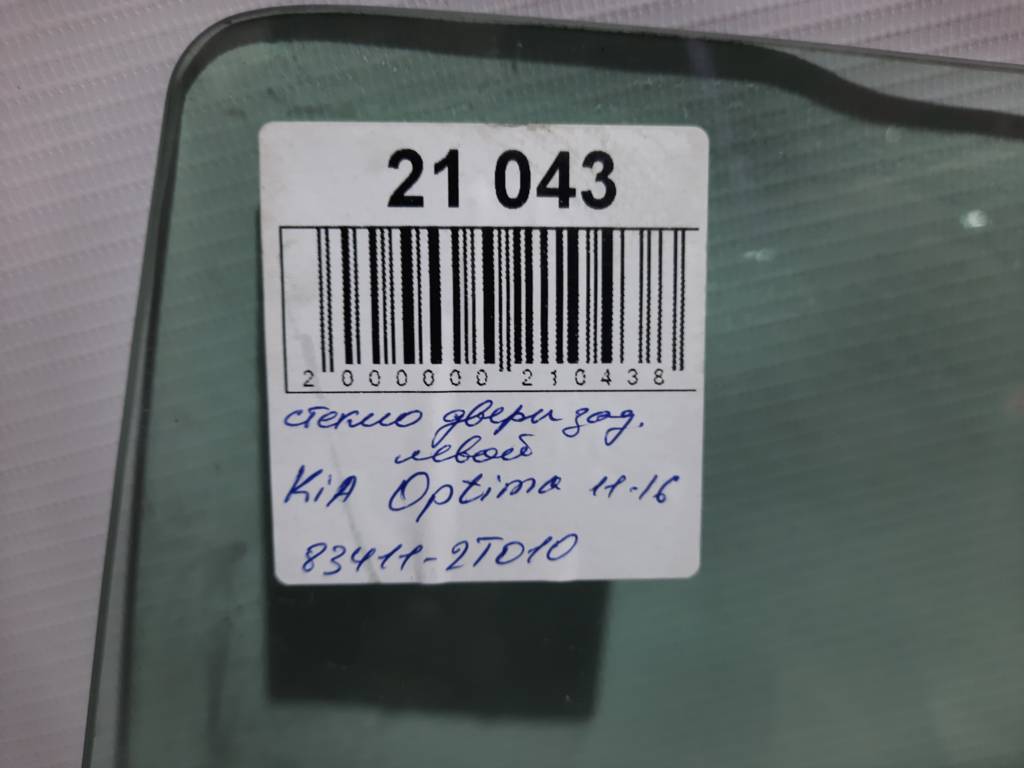 21 043
2 000000 210438
стекло двери зад.
левой
KiA Optima 11-16
83411-2T010